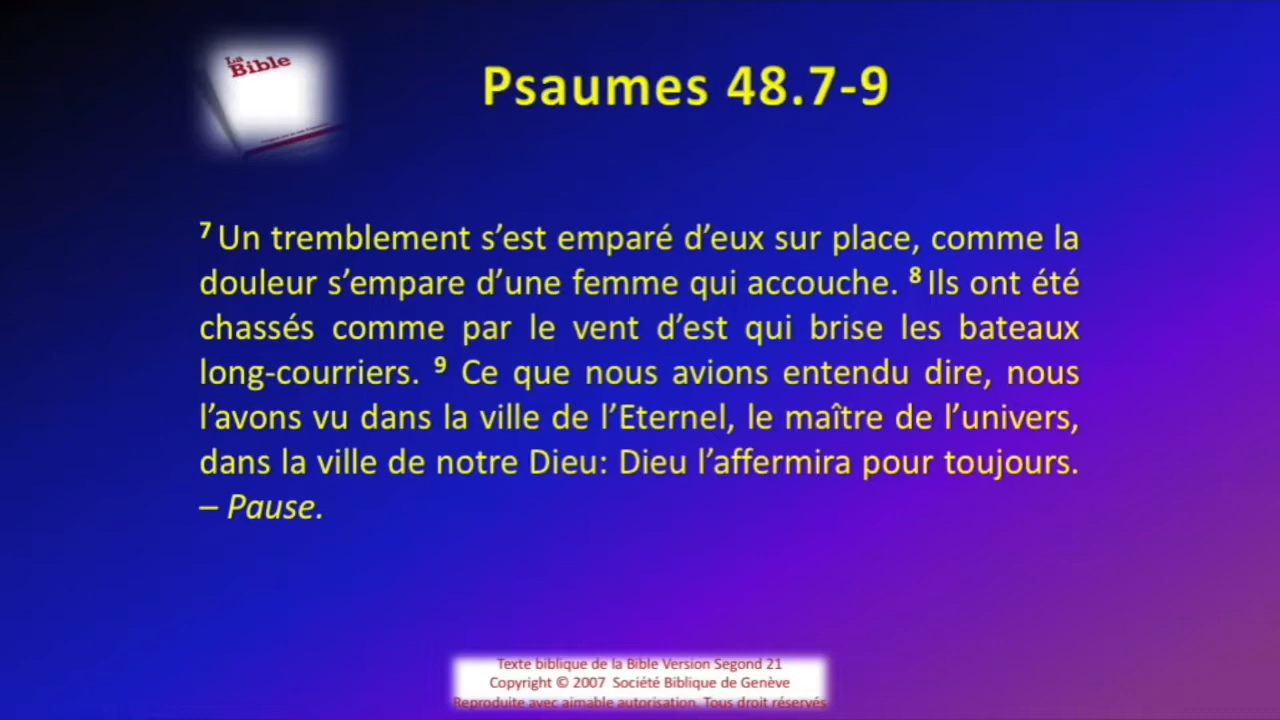 La
Bible
Psaumes 48.7-9
7 Un tremblement s’est emparé d’eux sur place, comme la
douleur s’empare d’une femme qui accouche. 8 Ils ont été
chassés comme par le vent d’est qui brise les bateaux
long-courriers. 9 Ce que nous avions entendu dire, nous
l’avons vu dans la ville de l’Eternel, le maître de l’univers,
dans la ville de notre Dieu: Dieu l’affermira pour toujours.
– Pause.
Texte biblique de la Bible Version Segond 21
Copyright © 2007 Société Biblique de Genève
Reproduite avec aimable autorisation. Tous droit réservés